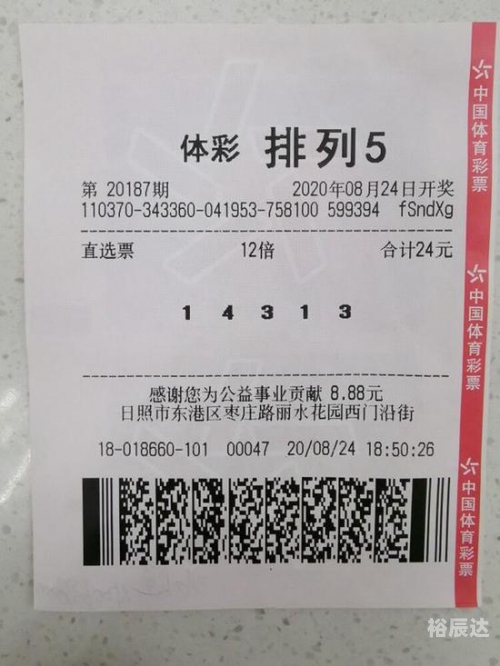 体彩 排列5
第 20187期 2020年08月24日开奖
110370-343360-041953-758100 599394 fSndXg
直选票 12倍 合计24元
1 4 3 1 3
感谢您为公益事业贡献 8.88元
日照市东港区枣庄路丽水花园西门沿街
18-018660-101 00047 20/08/24 18:50:26
中国体育彩票
中国体育彩票
中国体育彩票
裕辰达